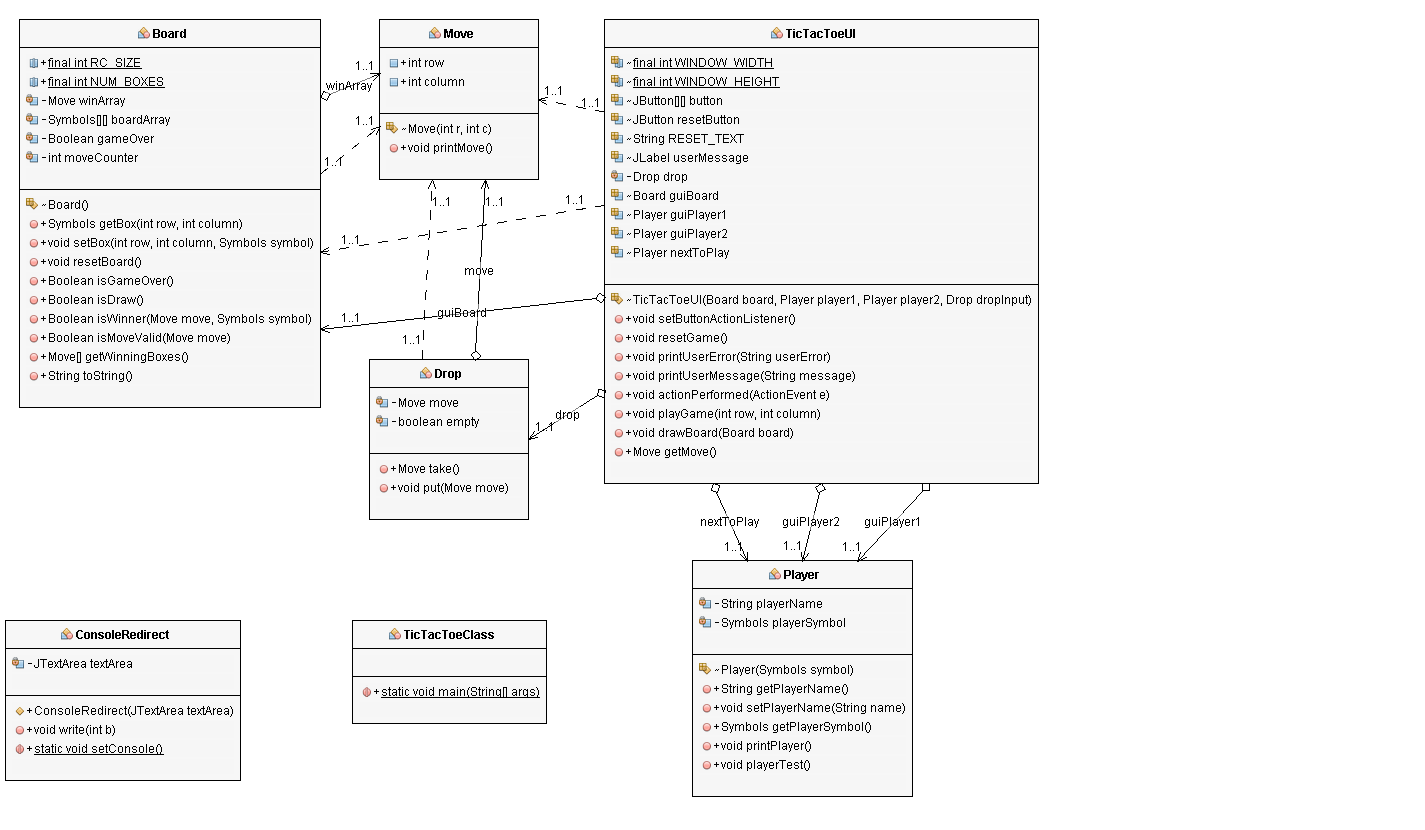 Board
+final int RC_SIZE
+final int NUM_BOXES
-Move winArray
-Symbols[][] boardArray
-Boolean gameOver
-int moveCounter
~Board()
+Symbols getBox(int row, int column)
+void setBox(int row, int column, Symbols symbol)
+void resetBoard()
+Boolean isGameOver()
+Boolean isDraw()
+Boolean isWinner(Move move, Symbols symbol)
+Boolean isMoveValid(Move move)
+Move[] getWinningBoxes()
+String toString()
1..1
winArray
1..1
1..1
Move
+int row
+int column
~Move(int r, int c)
+void printMove()
1..1
1..1
1..1
1..1
1..1
1..1
move
1..1
guiBoard
1..1
TicTacToeUI
~final int WINDOW_WIDTH
~final int WINDOW_HEIGHT
~JButton[][] button
~JButton resetButton
~String RESET_TEXT
~JLabel userMessage
-Drop drop
~Board guiBoard
~Player guiPlayer1
~Player guiPlayer2
~Player nextToPlay
~TicTacToeUI(Board board, Player player1, Player player2, Drop dropInput)
+void setButtonActionListener()
+void resetGame()
+void printUserError(String userError)
+void printUserMessage(String message)
+void actionPerformed(ActionEvent e)
+void playGame(int row, int column)
+void drawBoard(Board board)
+Move getMove()
Drop
-Move move
-boolean empty
+Move take()
+void put(Move move)
drop
1..1
nextToPlay
guiPlayer2
guiPlayer1
1..1
1..1
1..1
Player
-String playerName
-Symbols playerSymbol
~Player(Symbols symbol)
+String getPlayerName()
+void setPlayerName(String name)
+Symbols getPlayerSymbol()
+void printPlayer()
+void playerTest()
ConsoleRedirect
-JTextArea textArea
+ConsoleRedirect(JTextArea textArea)
+void write(int b)
+static void setConsole()
TicTacToeClass
+static void main(String[] args)